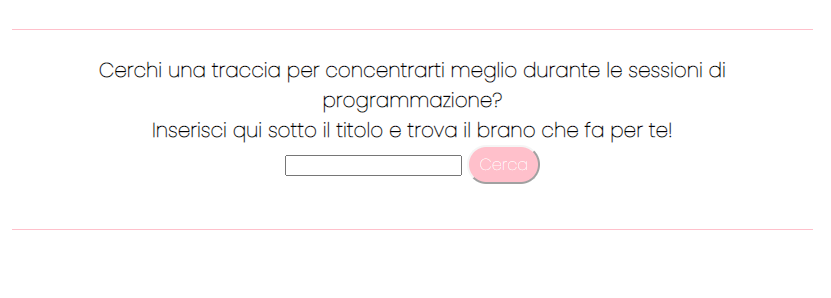 Cerchi una traccia per concentrarti meglio durante le sessioni di
programmazione?
Inserisci qui sotto il titolo e trova il brano che fa per te!
Cerca